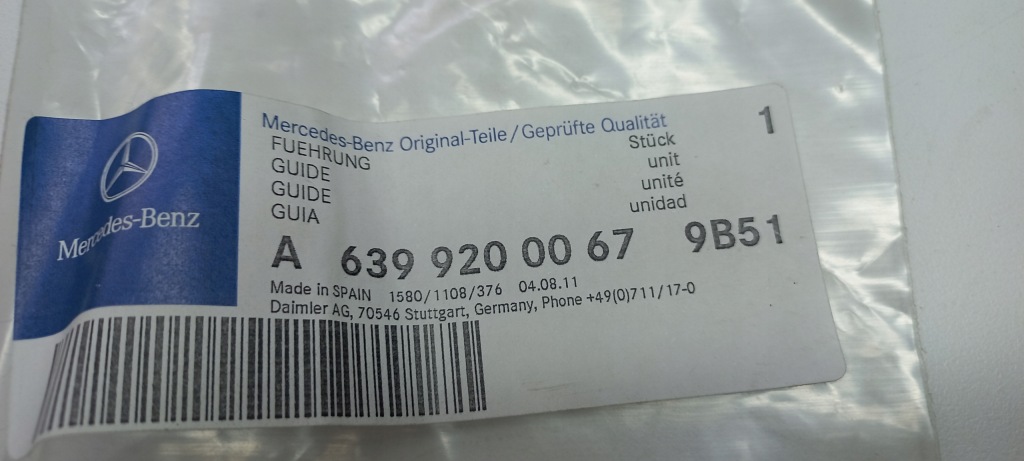 Mercedes-Benz
Mercedes-Benz Original-Teile/Geprüfte Qualität
FUEHRUNG Stück 1
GUIDE unit
GUIDE unité
GUIA unidad
A 639 920 00 67 9B51
Made in SPAIN 1580/1108/376 04.08.11
Daimler AG, 70546 Stuttgart, Germany, Phone +49(0)711/17-0